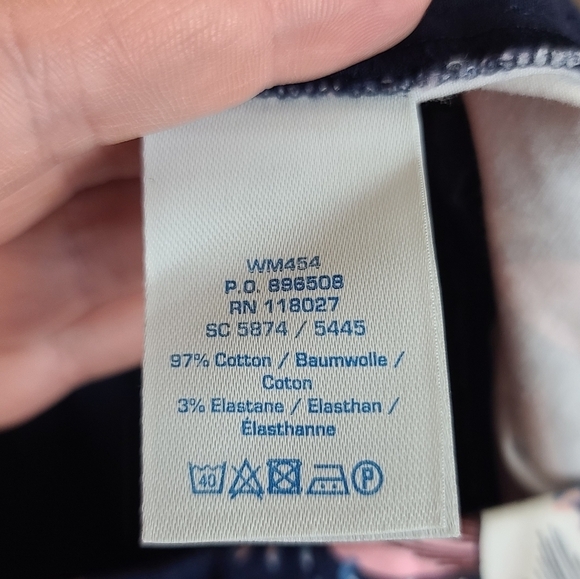 WM454
P.O. 896508
RN 118027
SC 5874 / 5445
97% Cotton / Baumwolle /
Coton
3% Elastane / Elasthan /
Élasthanne
40
P